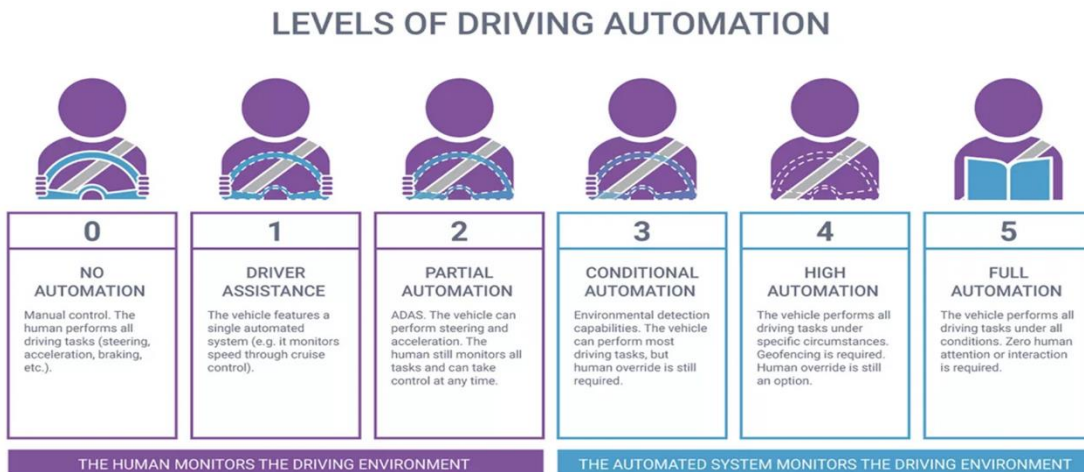 LEVELS OF DRIVING AUTOMATION
0
NO
AUTOMATION
Manual control. The
human performs all
driving tasks (steering,
acceleration, braking,
etc.).
1
DRIVER
ASSISTANCE
The vehicle features a
single automated
system (e.g. it monitors
speed through cruise
control).
2
PARTIAL
AUTOMATION
ADAS. The vehicle can
perform steering and
acceleration. The
human still monitors all
tasks and can take
control at any time.
3
CONDITIONAL
AUTOMATION
Environmental detection
capabilities. The vehicle
can perform most
driving tasks, but
human override is still
required.
4
HIGH
AUTOMATION
The vehicle performs all
driving tasks under
specific circumstances.
Geofencing is required.
Human override is still
an option.
5
FULL
AUTOMATION
The vehicle performs all
driving tasks under all
conditions. Zero human
attention or interaction
is required.
THE HUMAN MONITORS THE DRIVING ENVIRONMENT
THE AUTOMATED SYSTEM MONITORS THE DRIVING ENVIRONMENT